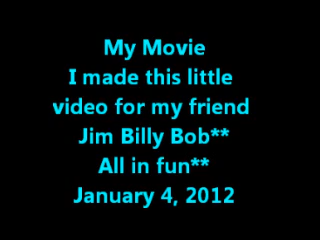 My Movie
I made this little
video for my friend
Jim Billy Bob**
All in fun**
January 4, 2012